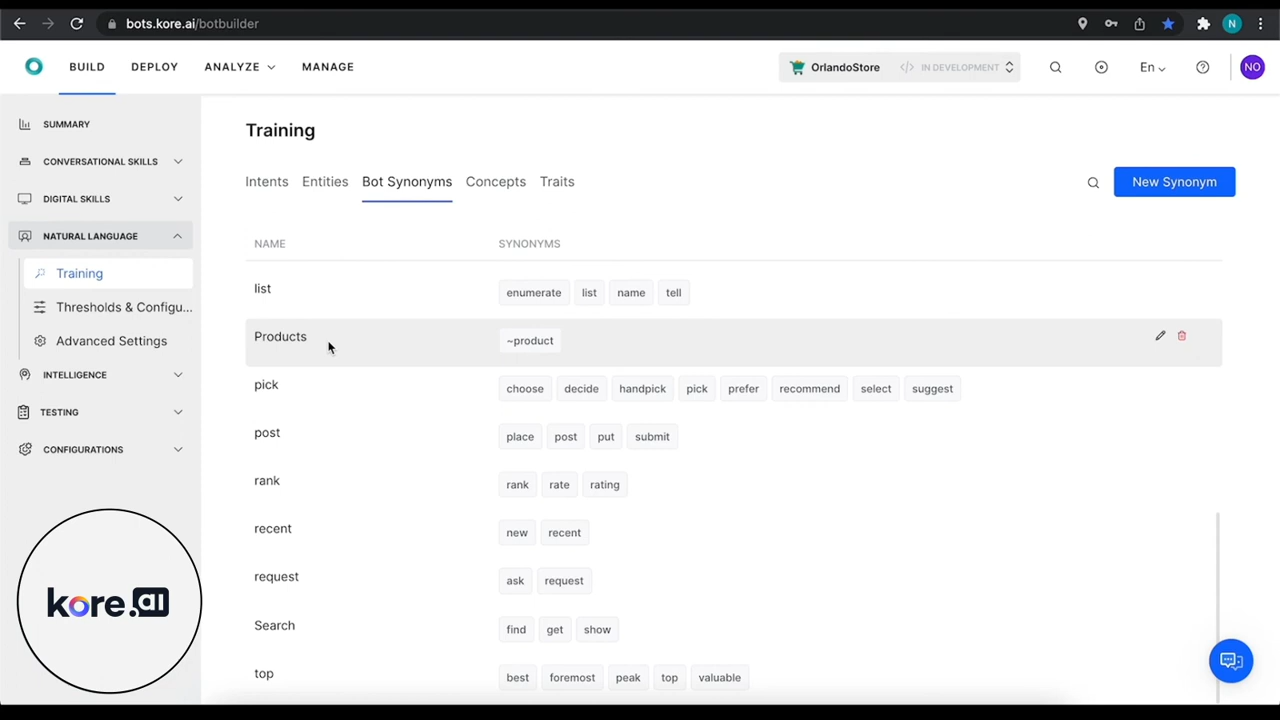 bots.kore.ai/botbuilder
N
BUILD DEPLOY ANALYZE MANAGE OrlandoStore </> IN DEVELOPMENT En NO
SUMMARY
CONVERSATIONAL SKILLS
DIGITAL SKILLS
NATURAL LANGUAGE
Training
Thresholds & Configu...
Advanced Settings
INTELLIGENCE
TESTING
CONFIGURATIONS
kore.ai
Training
Intents Entities Bot Synonyms Concepts Traits New Synonym
NAME SYNONYMS
list enumerate list name tell
Products ~product
pick choose decide handpick pick prefer recommend select suggest
post place post put submit
rank rank rate rating
recent new recent
request ask request
Search find get show
top best foremost peak top valuable